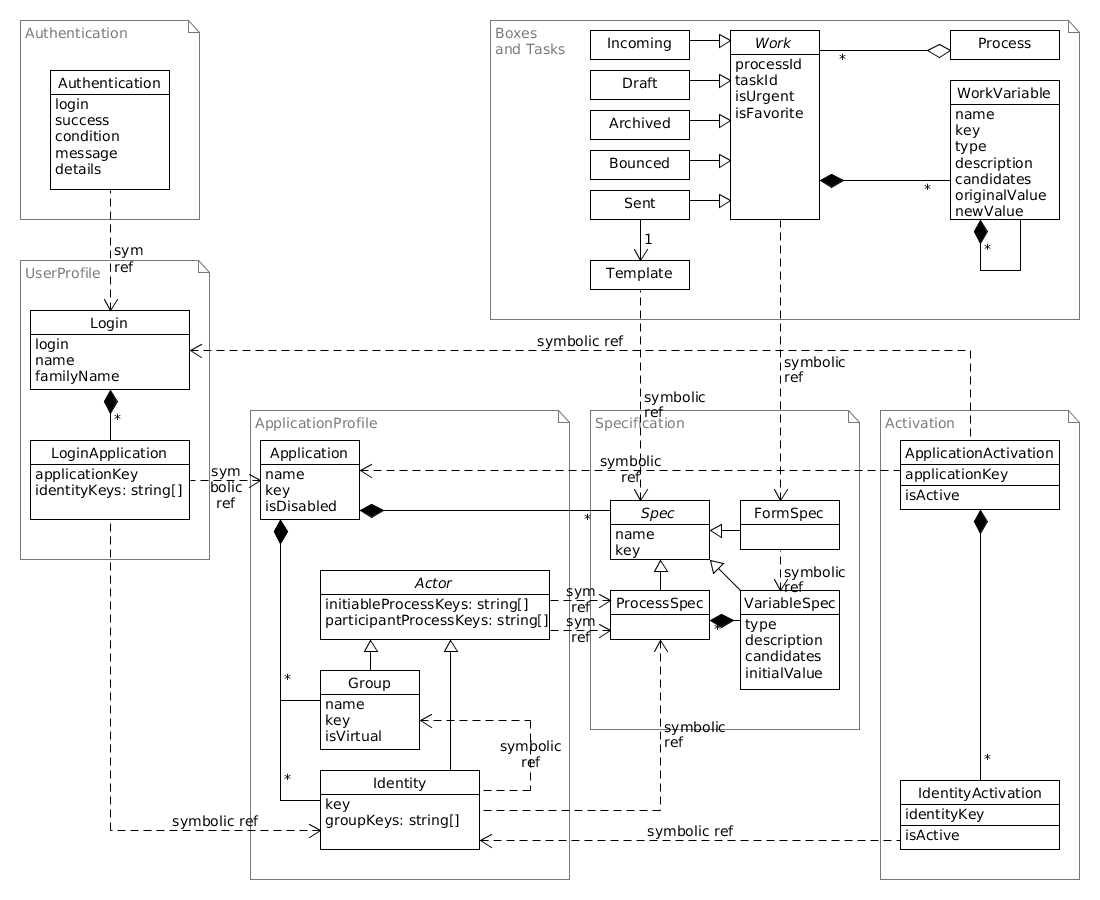 Authentication
Authentication
login
success
condition
message
details
sym
ref
Boxes
and Tasks
Incoming
Draft
Archived
Bounced
Sent
1
Template
Work
processId
taskId
isUrgent
isFavorite
*
Process
WorkVariable
name
key
type
description
candidates
originalValue
newValue
*
*
UserProfile
Login
login
name
familyName
*
LoginApplication
applicationKey
identityKeys: string[]
symbolic ref
symbolic
ref
symbolic
ref
sym
bolic
ref
ApplicationProfile
Application
name
key
isDisabled
symbolic
ref
*
Actor
initiableProcessKeys: string[]
participantProcessKeys: string[]
sym
ref
sym
ref
*
Group
name
key
isVirtual
symbolic
ref
*
Identity
key
groupKeys: string[]
symbolic ref
Specification
Spec
name
key
FormSpec
symbolic
ref
ProcessSpec
*
VariableSpec
type
description
candidates
initialValue
symbolic
ref
symbolic ref
Activation
ApplicationActivation
applicationKey
isActive
*
IdentityActivation
identityKey
isActive